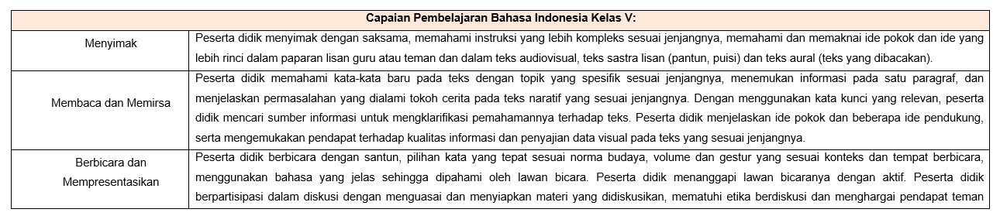 Capaian Pembelajaran Bahasa Indonesia Kelas V:
Menyimak
Peserta didik menyimak dengan saksama, memahami instruksi yang lebih kompleks sesuai jenjangnya, memahami dan memaknai ide pokok dan ide yang
lebih rinci dalam paparan lisan guru atau teman dan dalam teks audiovisual, teks sastra lisan (pantun, puisi) dan teks aural (teks yang dibacakan).
Membaca dan Memirsa
Peserta didik memahami kata-kata baru pada teks dengan topik yang spesifik sesuai jenjangnya, menemukan informasi pada satu paragraf, dan
menjelaskan permasalahan yang dialami tokoh cerita pada teks naratif yang sesuai jenjangnya. Dengan menggunakan kata kunci yang relevan, peserta
didik mencari sumber informasi untuk mengklarifikasi pemahamannya terhadap teks. Peserta didik menjelaskan ide pokok dan beberapa ide pendukung,
serta mengemukakan pendapat terhadap kualitas informasi dan penyajian data visual pada teks yang sesuai jenjangnya.
Berbicara dan
Mempresentasikan
Peserta didik berbicara dengan santun, pilihan kata yang tepat sesuai norma budaya, volume dan gestur yang sesuai konteks dan tempat berbicara,
menggunakan bahasa yang jelas sehingga dipahami oleh lawan bicara. Peserta didik menanggapi lawan bicaranya dengan aktif. Peserta didik
berpartisipasi dalam diskusi dengan menguasai dan menyiapkan materi yang didiskusikan, mematuhi etika berdiskusi dan menghargai pendapat teman